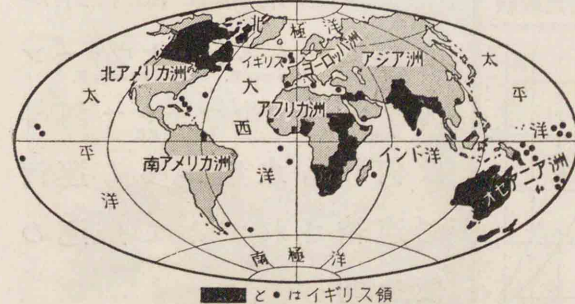 北極洋
北アメリカ洲
イギリス
ヨーロッパ洲
アジア洲
太平洋
大西洋
アフリカ洲
太平洋
南アメリカ洲
インド洋
オセアニア洲
南極洋
と●はイギリス領